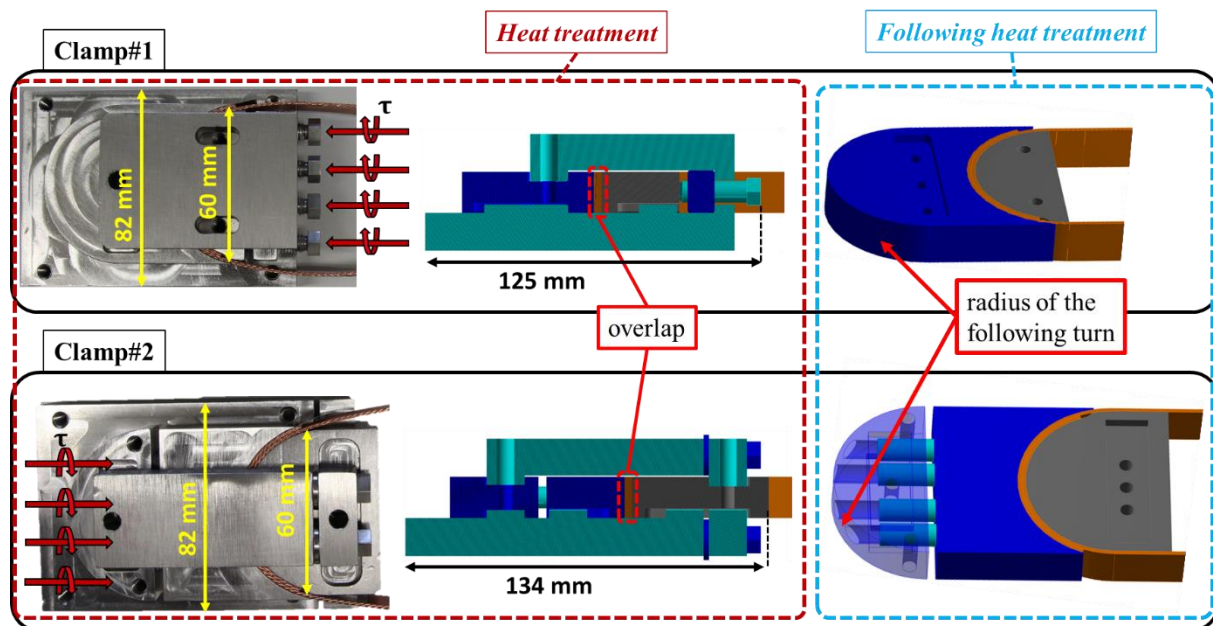 Heat treatment
Following heat treatment
Clamp#1
τ
82 mm
60 mm
125 mm
overlap
radius of the
following turn
Clamp#2
τ
82 mm
60 mm
134 mm